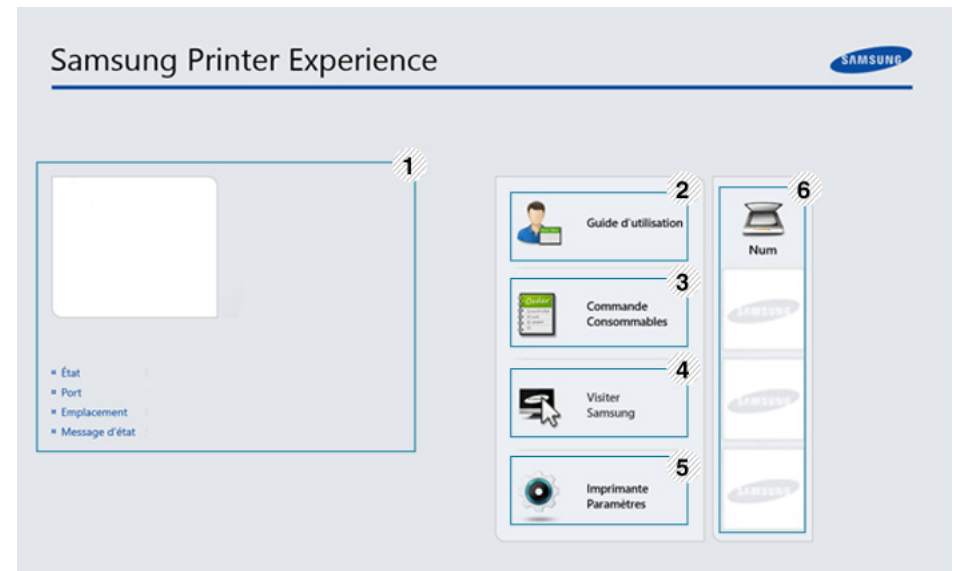 Samsung Printer Experience
SAMSUNG
1
État
Port
Emplacement
Message d'état
2
Guide d'utilisation
3
Order
Commande
Consommables
4
Visiter
Samsung
5
Imprimante
Paramètres
6
Num
SAMSUNG
SAMSUNG
SAMSUNG